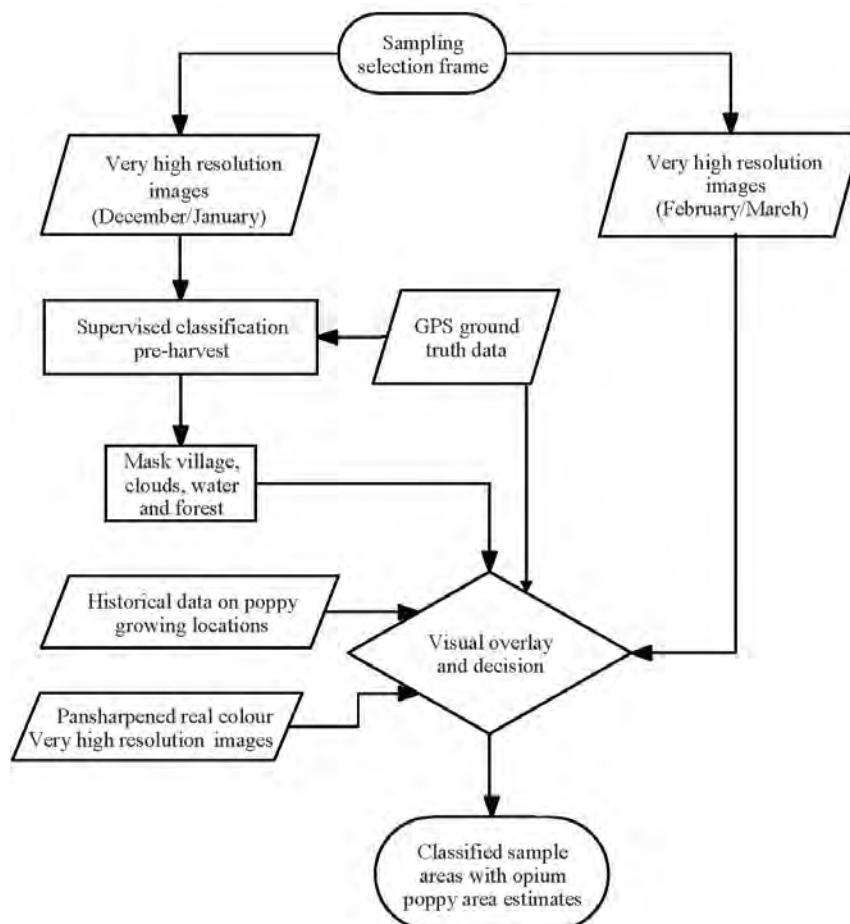 Sampling
selection frame
Very high resolution
images
(December/January)
Very high resolution
images
(February/March)
Supervised classification
pre-harvest
GPS ground
truth data
Mask village,
clouds, water
and forest
Historical data on poppy
growing locations
Visual overlay
and decision
Pansharpened real colour
Very high resolution images
Classified sample
areas with opium
poppy area estimates